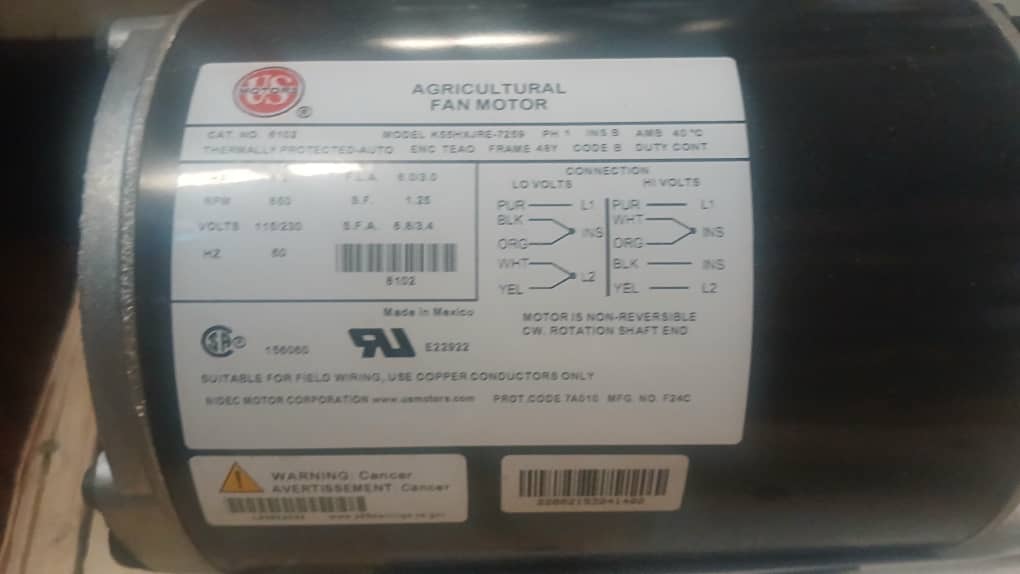 US
MOTORS
®
AGRICULTURAL
FAN MOTOR
CAT. NO. 6102 MODEL K55HXJRE-7259 PH 1 INS B AMB 40 °C
THERMALLY PROTECTED-AUTO ENC TEAO FRAME 48Y CODE B DUTY CONT
F.L.A. 6.0/3.0
RPM 850 S.F. 1.25
VOLTS 115/230 S.F.A. 6.8/3.4
HZ 60
6102
CONNECTION
LO VOLTS HI VOLTS
PUR L1 PUR L1
BLK WHT
INS INS
ORG ORG
WHT BLK INS
L2
YEL YEL L2
Made in Mexico
MOTOR IS NON-REVERSIBLE
CW. ROTATION SHAFT END
156060 E22922
SUITABLE FOR FIELD WIRING, USE COPPER CONDUCTORS ONLY
NIDEC MOTOR CORPORATION www.usmotors.com PROT.CODE 7A010 MFG. NO. F24C
WARNING: Cancer
AVERTISSEMENT: Cancer